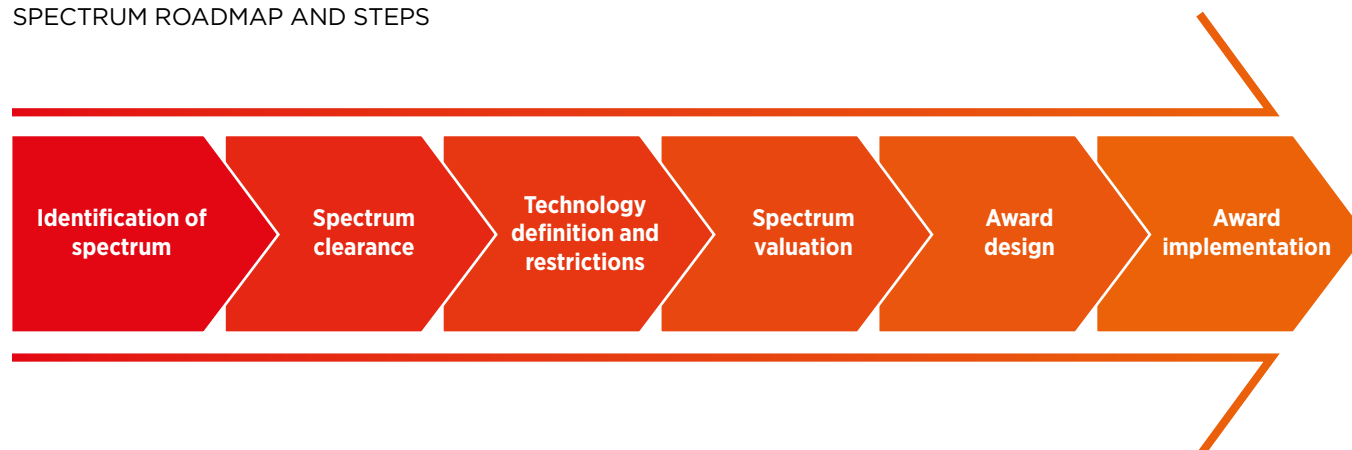 SPECTRUM ROADMAP AND STEPS
Identification of
spectrum
Spectrum
clearance
Technology
definition and
restrictions
Spectrum
valuation
Award
design
Award
implementation